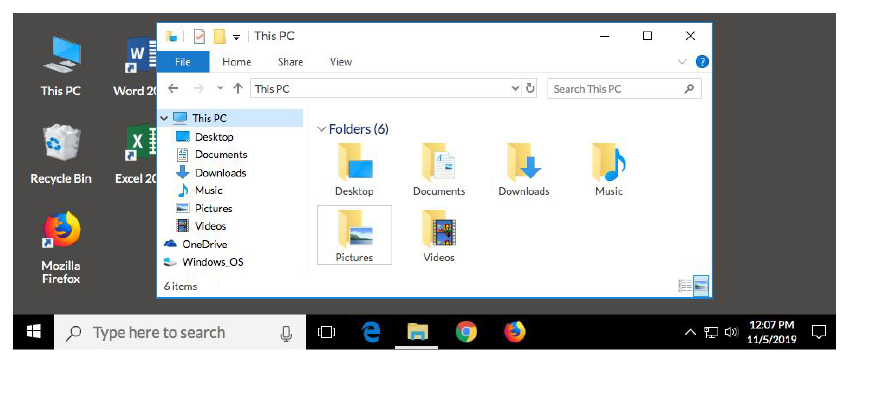 This PC
File Home Share View
This PC
Search This PC
This PC
Word 20
Recycle Bin
Excel 20
Mozilla
Firefox
This PC
Desktop
Documents
Downloads
Music
Pictures
Videos
OneDrive
Windows_OS
Folders (6)
Desktop Documents Downloads Music
Pictures Videos
6 items
Type here to search
12:07 PM
11/5/2019